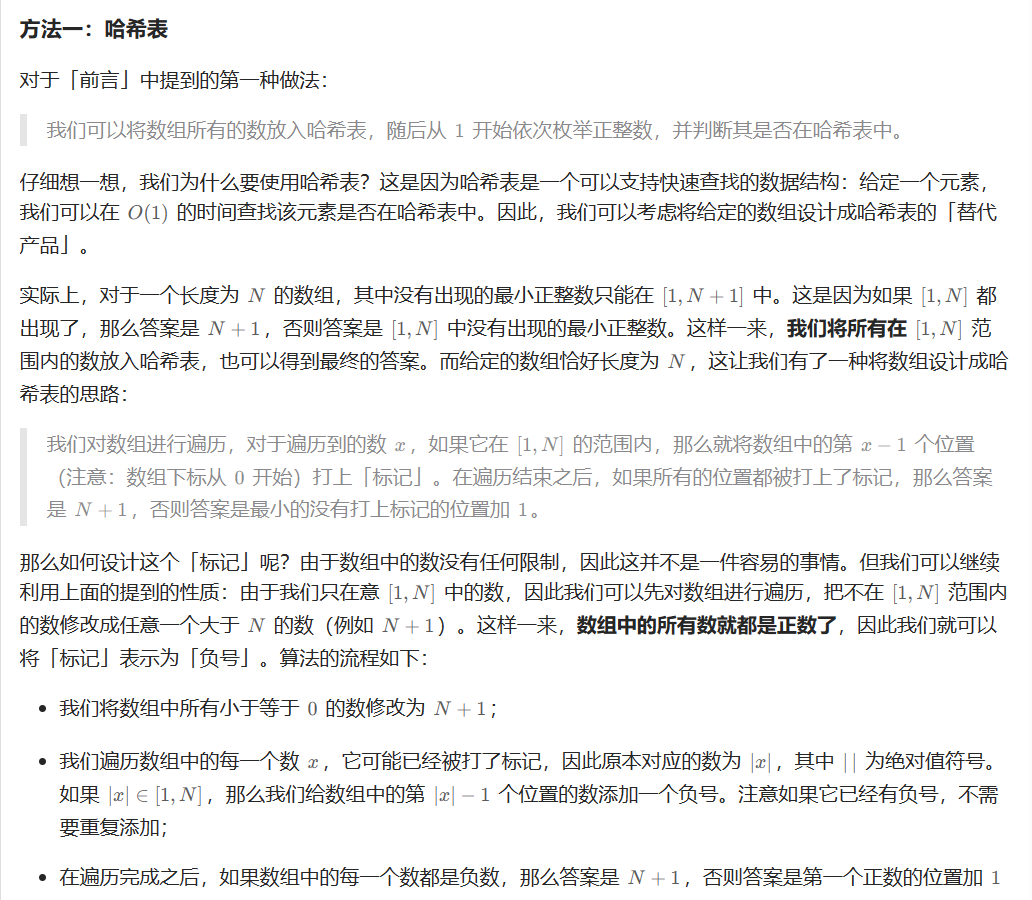 方法一：哈希表
对于「前言」中提到的第一种做法：
我们可以将数组所有的数放入哈希表，随后从 1 开始依次枚举正整数，并判断其是否在哈希表中。
仔细想一想，我们为什么要使用哈希表？这是因为哈希表是一个可以支持快速查找的数据结构：给定一个元素，
我们可以在 O(1) 的时间查找该元素是否在哈希表中。因此，我们可以考虑将给定的数组设计成哈希表的「替代
产品」。
实际上，对于一个长度为 N 的数组，其中没有出现的最小正整数只能在 [1, N + 1] 中。这是因为如果 [1, N] 都
出现了，那么答案是 N + 1，否则答案是 [1, N] 中没有出现的最小正整数。这样一来，我们将所有在 [1, N] 范
围内的数放入哈希表，也可以得到最终的答案。而给定的数组恰好长度为 N，这让我们有了一种将数组设计成哈
希表的思路：
我们对数组进行遍历，对于遍历到的数 x，如果它在 [1, N] 的范围内，那么就将数组中的第 x − 1 个位置
（注意：数组下标从 0 开始）打上「标记」。在遍历结束之后，如果所有的位置都被打上了标记，那么答案
是 N + 1，否则答案是最小的没有打上标记的位置加 1。
那么如何设计这个「标记」呢？由于数组中的数没有任何限制，因此这并不是一件容易的事情。但我们可以继续
利用上面的提到的性质：由于我们只在意 [1, N] 中的数，因此我们可以先对数组进行遍历，把不在 [1, N] 范围内
的数修改成任意一个大于 N 的数（例如 N + 1）。这样一来，数组中的所有数就都是正数了，因此我们就可以
将「标记」表示为「负号」。算法的流程如下：
• 我们将数组中所有小于等于 0 的数修改为 N + 1；
• 我们遍历数组中的每一个数 x，它可能已经被打了标记，因此原本对应的数为 |x|，其中 | | 为绝对值符号。
如果 |x| ∈ [1, N]，那么我们给数组中的第 |x| − 1 个位置的数添加一个负号。注意如果它已经有负号，不需
要重复添加；
• 在遍历完成之后，如果数组中的每一个数都是负数，那么答案是 N + 1，否则答案是第一个正数的位置加 1